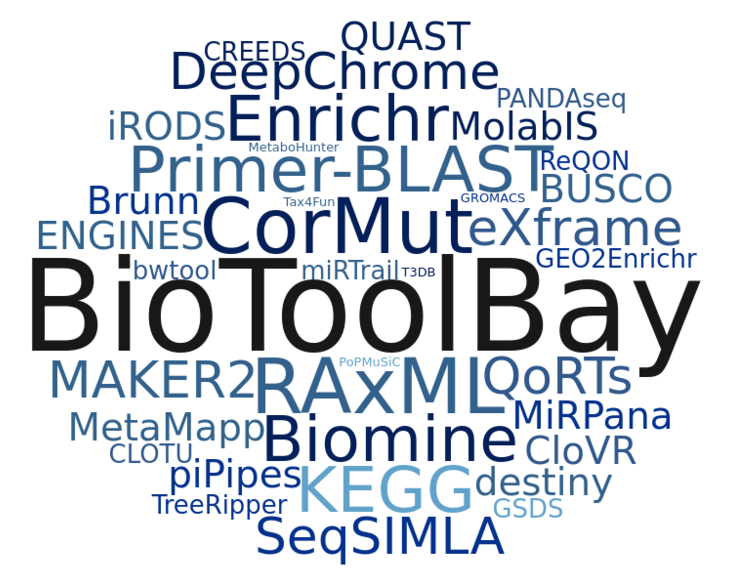 QUAST
CREEDS
DeepChrome
PANDAseq
iRODS Enrichr MolabIS
MetaboHunter
Primer-BLAST ReQON
BUSCO
Brunn Tax4Fun GROMACS
ENGINES CorMut eXframe
GEO2Enrichr
bwtool miRTrail T3DB
BioToolBay
PoPMuSiC
MAKER2 RAxML QoRTs
MiRPana
MetaMapp Biomine CloVR
CLOTU
piPipes KEGG destiny
TreeRipper GSDS
SeqSIMLA